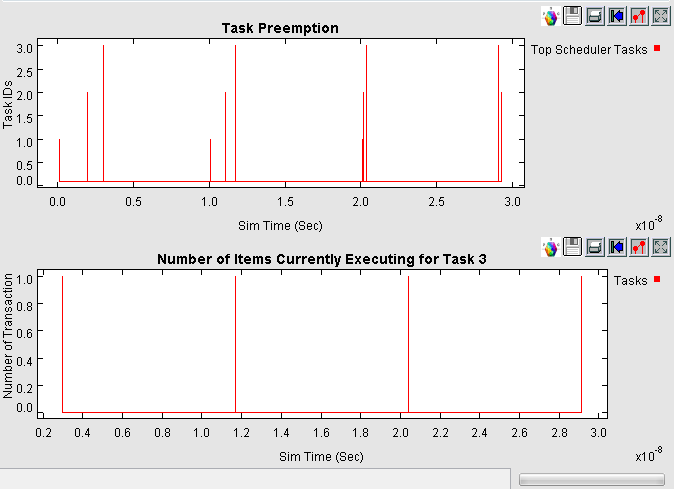 Task Preemption
Top Scheduler Tasks
Task IDs
3.0
2.5
2.0
1.5
1.0
0.5
0.0
0.0 0.5 1.0 1.5 2.0 2.5 3.0
Sim Time (Sec)
x10-8
Number of Items Currently Executing for Task 3
Tasks
Number of Transaction
1.0
0.8
0.6
0.4
0.2
0.0
0.2 0.4 0.6 0.8 1.0 1.2 1.4 1.6 1.8 2.0 2.2 2.4 2.6 2.8 3.0
Sim Time (Sec)
x10-8